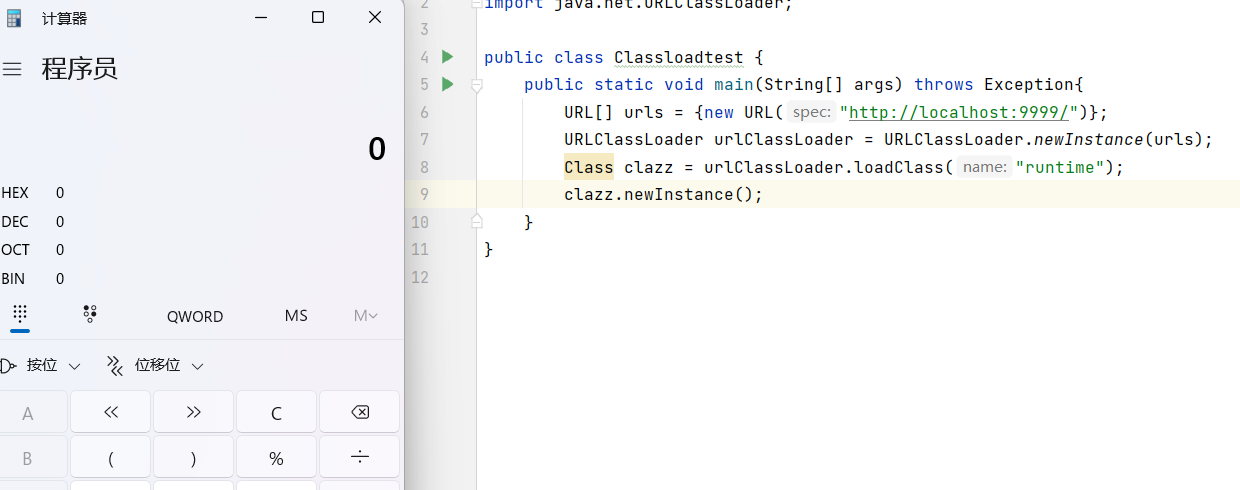 计算器
程序员
0
HEX 0
DEC 0
OCT 0
BIN 0
QWORD MS M
按位 位移位
A « » C
B ( ) % ÷
2 import java.net.URLClassLoader;
3
4 public class Classloadtest {
5 public static void main(String[] args) throws Exception{
6 URL[] urls = {new URL( spec: "http://localhost:9999/")};
7 URLClassLoader urlClassLoader = URLClassLoader.newInstance(urls);
8 Class clazz = urlClassLoader.loadClass( name: "runtime");
9 clazz.newInstance();
10 }
11 }
12